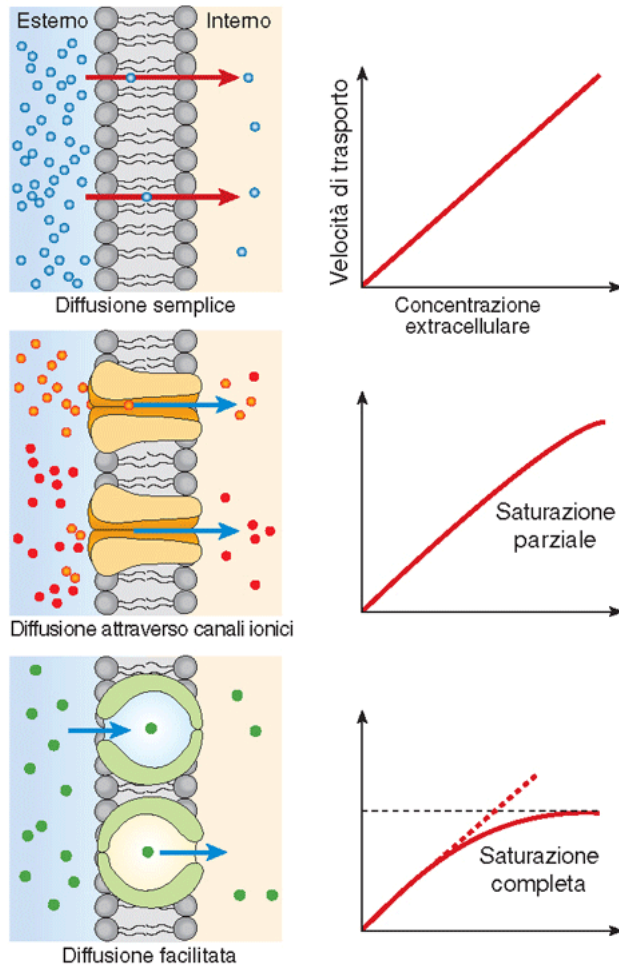 Esterno
Interno
Diffusione semplice
Velocità di trasporto
Concentrazione
extracellulare
Diffusione attraverso canali ionici
Saturazione
parziale
Diffusione facilitata
Saturazione
completa